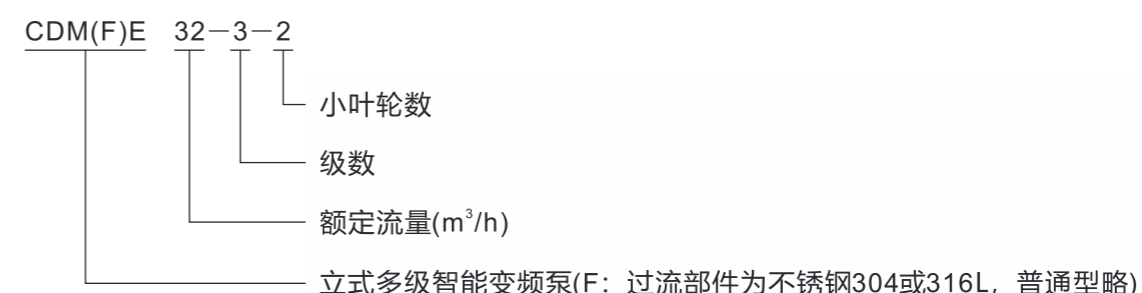 CDM(F)E 32－3－2
小叶轮数
级数
额定流量(m³/h)
立式多级智能变频泵(F：过流部件为不锈钢304或316L，普通型略)